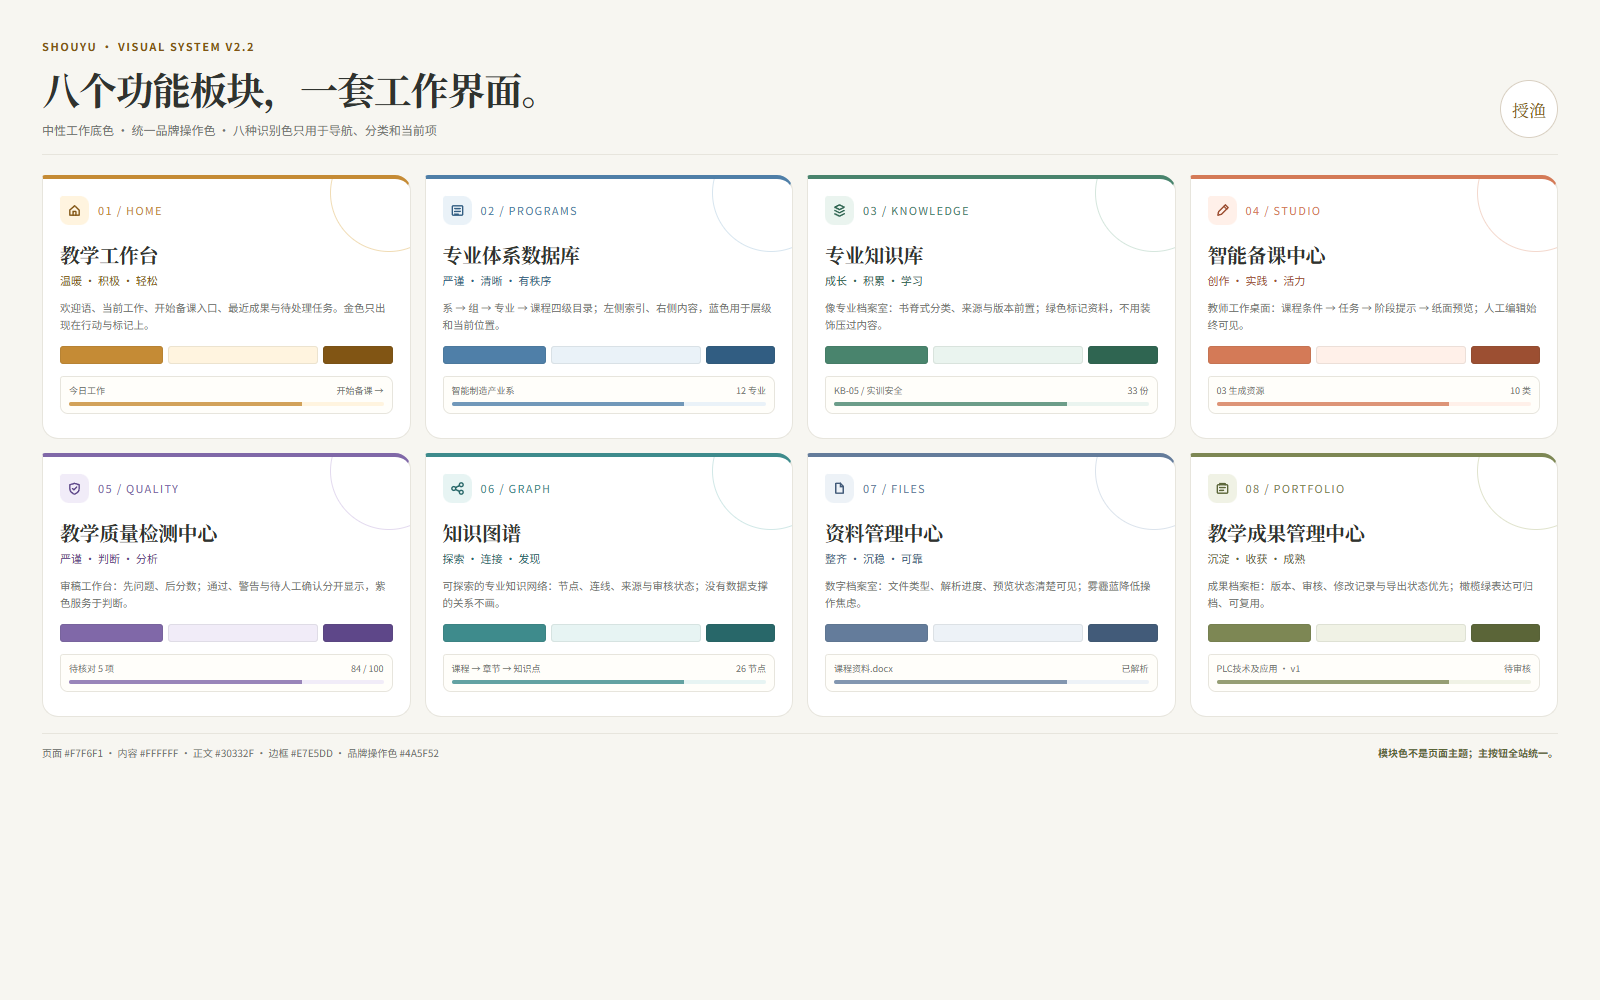 SHOUYU · VISUAL SYSTEM V2.2
八个功能板块，一套工作界面。
中性工作底色 · 统一品牌操作色 · 八种识别色只用于导航、分类和当前项
授渔
01 / HOME
教学工作台
温暖 · 积极 · 轻松
欢迎语、当前工作、开始备课入口、最近成果与待处理任务。金色只出
现在行动与标记上。
今日工作
开始备课 →
02 / PROGRAMS
专业体系数据库
严谨 · 清晰 · 有秩序
系 → 组 → 专业 → 课程四级目录；左侧索引、右侧内容，蓝色用于层级
和当前位置。
智能制造产业系
12 专业
03 / KNOWLEDGE
专业知识库
成长 · 积累 · 学习
像专业档案室：书脊式分类、来源与版本前置；绿色标记资料，不用装
饰压过内容。
KB-05 / 实训安全
33 份
04 / STUDIO
智能备课中心
创作 · 实践 · 活力
教师工作桌面：课程条件 → 任务 → 阶段提示 → 纸面预览；人工编辑始
终可见。
03 生成资源
10 类
05 / QUALITY
教学质量检测中心
严谨 · 判断 · 分析
审稿工作台：先问题、后分数；通过、警告与待人工确认分开显示，紫
色服务于判断。
待核对 5 项
84 / 100
06 / GRAPH
知识图谱
探索 · 连接 · 发现
可探索的专业知识网络：节点、连线、来源与审核状态；没有数据支撑
的关系不画。
课程 → 章节 → 知识点
26 节点
07 / FILES
资料管理中心
整齐 · 沉稳 · 可靠
数字档案室：文件类型、解析进度、预览状态清楚可见；雾霾蓝降低操
作焦虑。
课程资料.docx
已解析
08 / PORTFOLIO
教学成果管理中心
沉淀 · 收获 · 成熟
成果档案柜：版本、审核、修改记录与导出状态优先；橄榄绿表达可归
档、可复用。
PLC技术及应用 · v1
待审核
页面 #F7F6F1 · 内容 #FFFFFF · 正文 #30332F · 边框 #E7E5DD · 品牌操作色 #4A5F52
模块色不是页面主题；主按钮全站统一。